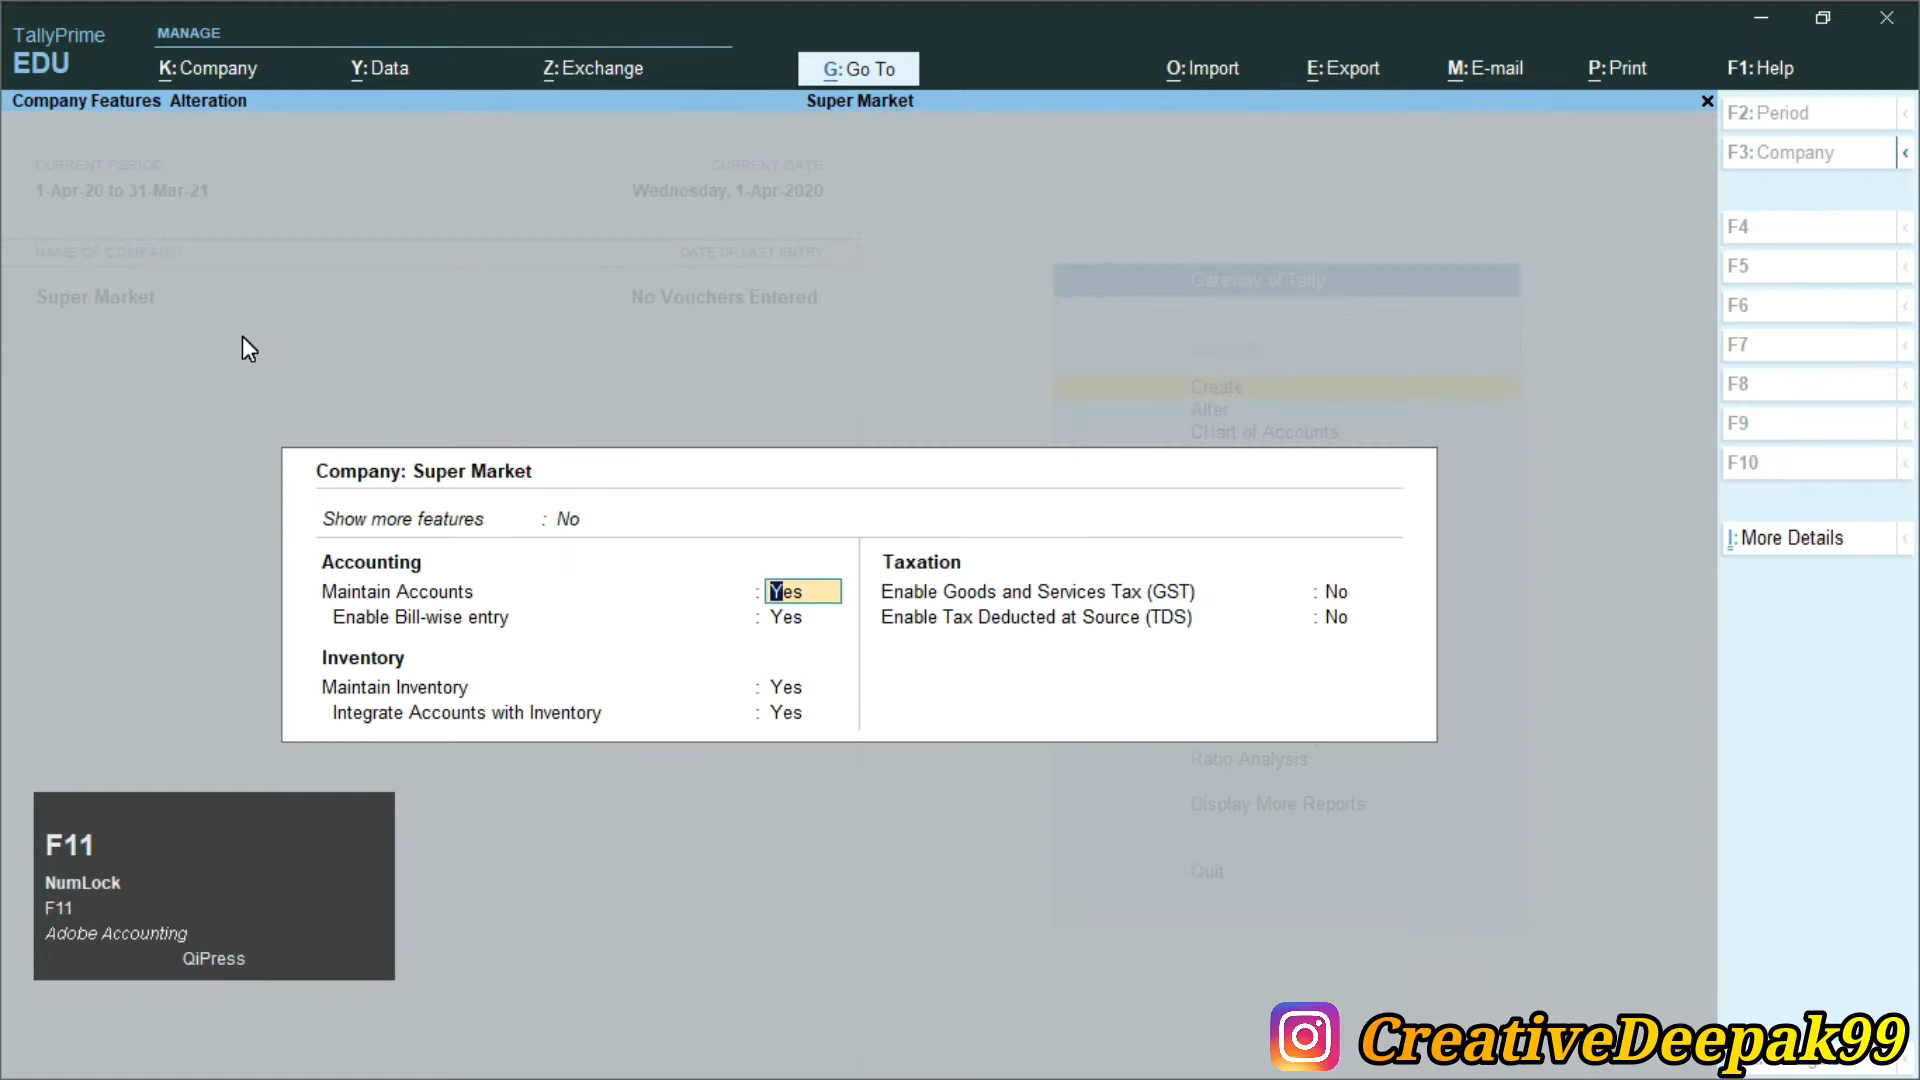 TallyPrime
EDU
MANAGE
K: Company
Y: Data
Z: Exchange
G: Go To
O: Import
E: Export
M: E-mail
P: Print
F1: Help
Company Features Alteration
Super Market
F2: Period
F3: Company
F4
F5
F6
F7
F8
F9
F10
I: More Details
CURRENT PERIOD
CURRENT DATE
1-Apr-20 to 31-Mar-21
Wednesday, 1-Apr-2020
NAME OF COMPANY
DATE OF LAST ENTRY
Super Market
No Vouchers Entered
Gateway of Tally
Create
Alter
CHart of Accounts
Company: Super Market
Show more features : No
Accounting
Maintain Accounts : Yes
Enable Bill-wise entry : Yes
Inventory
Maintain Inventory : Yes
Integrate Accounts with Inventory : Yes
Taxation
Enable Goods and Services Tax (GST) : No
Enable Tax Deducted at Source (TDS) : No
Ratio Analysis
Display More Reports
Quit
F11
NumLock
F11
Adobe Accounting
QiPress
CreativeDeepak99